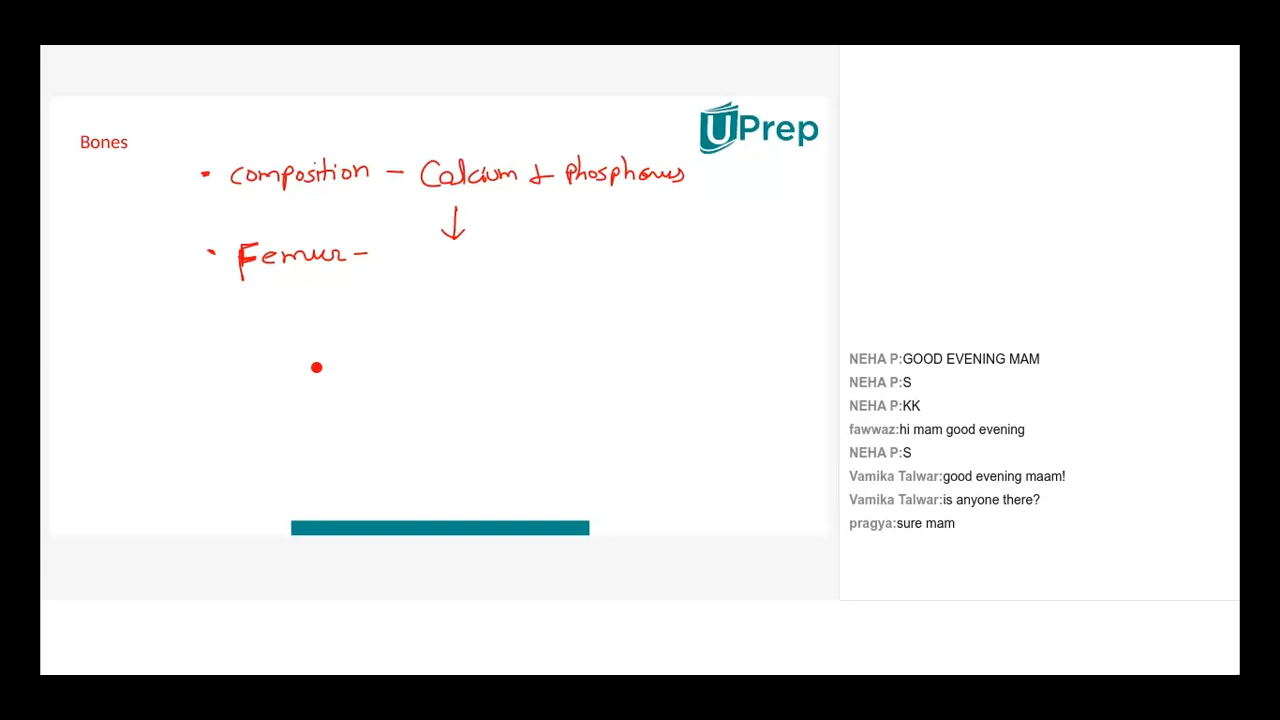 UPrep
Bones
• Composition - Calcium & phosphorus
↓
• Femur -
NEHA P:GOOD EVENING MAM
NEHA P:S
NEHA P:KK
fawwaz:hi mam good evening
NEHA P:S
Vamika Talwar:good evening maam!
Vamika Talwar:is anyone there?
pragya:sure mam